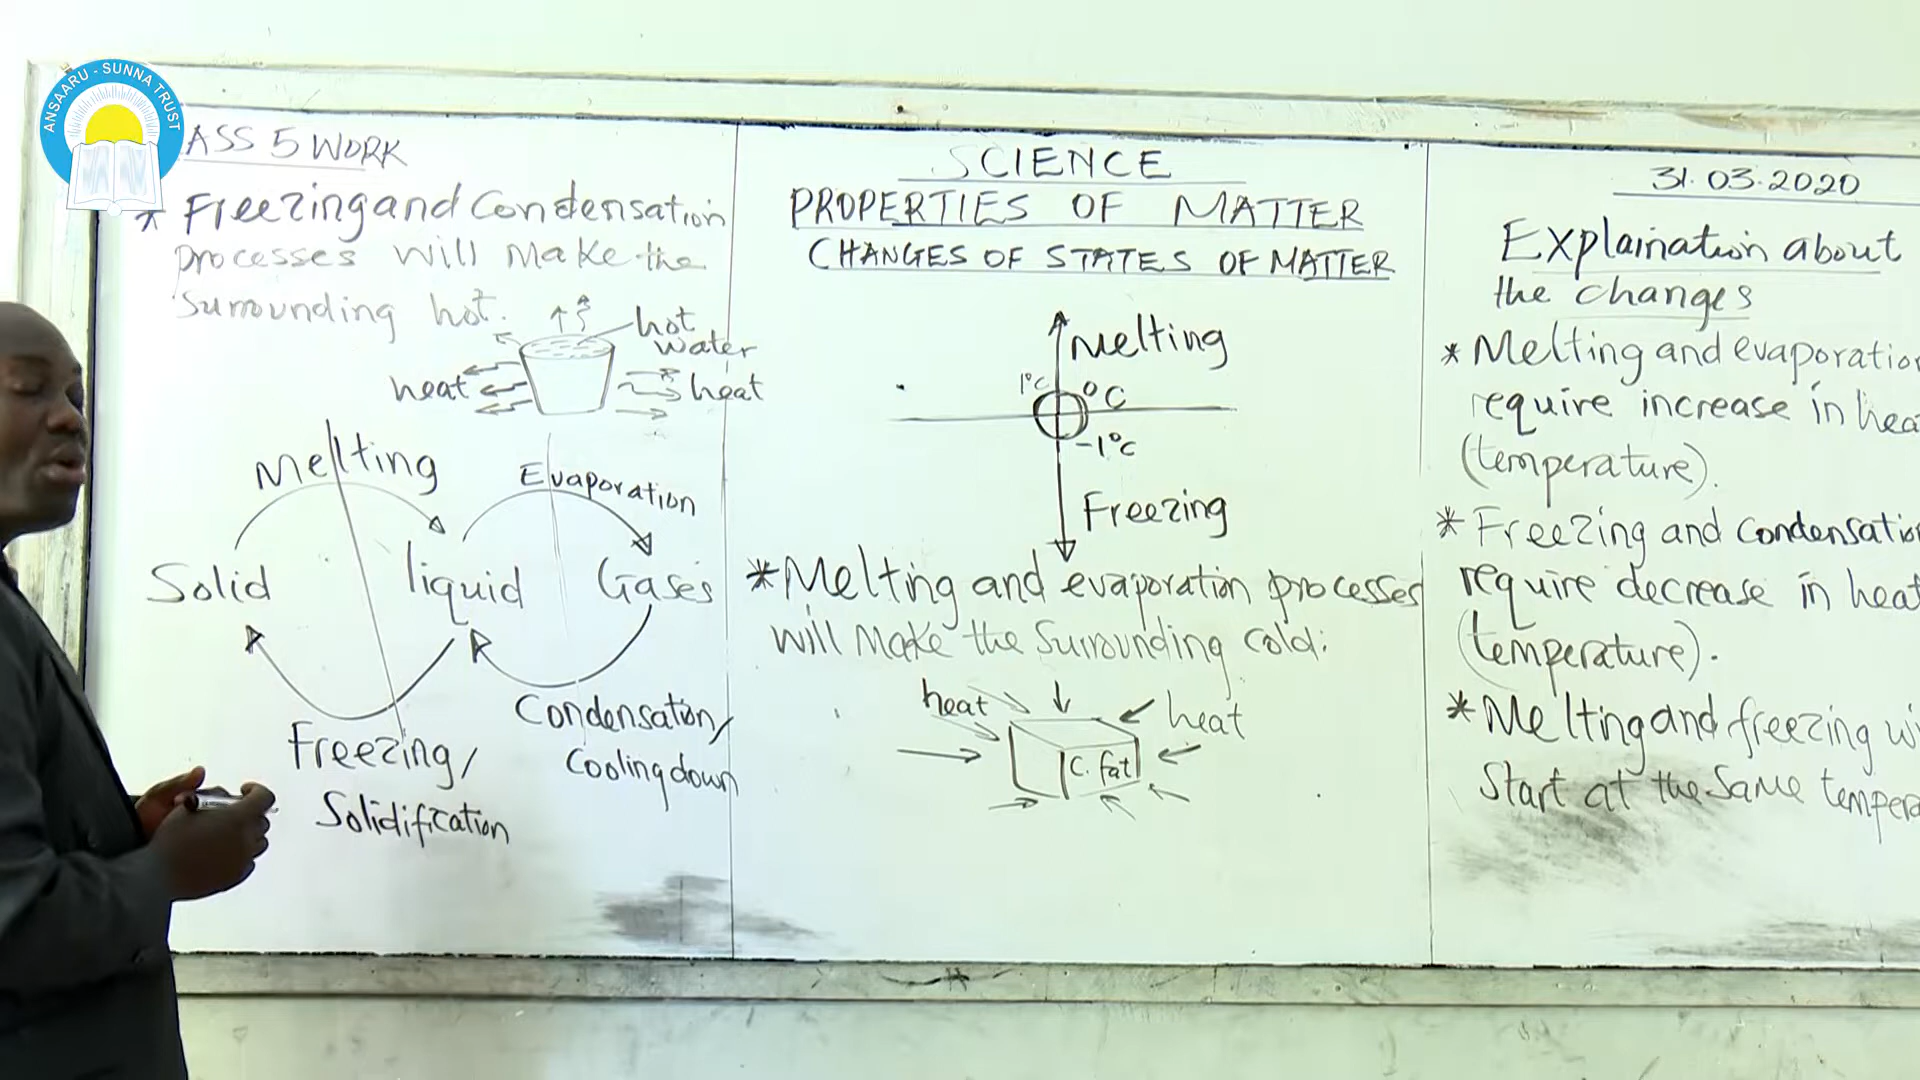 ANSAARU - SUNNA TRUST
ASS 5 WORK
* Freezing and Condensation
processes will make the
surrounding hot.
hot
water
heat
heat
Melting
Evaporation
Solid
liquid
Gases
Freezing/
Solidification
Condensation/
Cooling down
SCIENCE
PROPERTIES OF MATTER
CHANGES OF STATES OF MATTER
Melting
1°C
0°C
-1°C
Freezing
* Melting and evaporation processes
will make the surrounding cold.
heat
heat
C. fat
31.03.2020
Explaination about
the changes
* Melting and evaporation
require increase in hea
(temperature).
* Freezing and condensation
require decrease in heat
(temperature).
* Melting and freezing wi
start at the same tempera